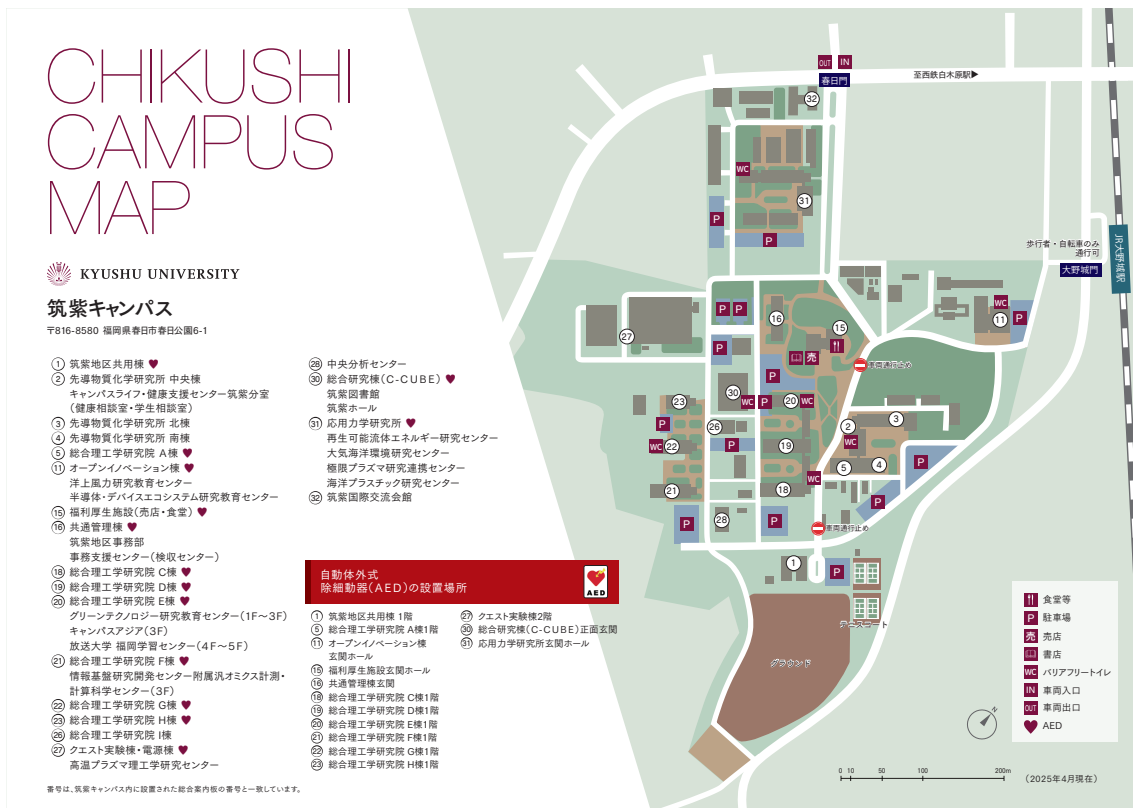 CHIKUSHI
CAMPUS
MAP
KYUSHU UNIVERSITY
筑紫キャンパス
〒816-8580 福岡県春日市春日公園6-1
① 筑紫地区共用棟 ♥
② 先導物質化学研究所 中央棟
キャンパスライフ・健康支援センター筑紫分室
（健康相談室・学生相談室）
③ 先導物質化学研究所 北棟
④ 先導物質化学研究所 南棟
⑤ 総合理工学研究院 A棟 ♥
⑪ オープンイノベーション棟 ♥
洋上風力研究教育センター
半導体・デバイスエコシステム研究教育センター
⑮ 福利厚生施設（売店・食堂） ♥
⑯ 共通管理棟 ♥
筑紫地区事務部
事務支援センター（検収センター）
⑱ 総合理工学研究院 C棟 ♥
⑲ 総合理工学研究院 D棟 ♥
⑳ 総合理工学研究院 E棟 ♥
グリーンテクノロジー研究教育センター（1F～3F）
キャンパスアジア（3F）
放送大学 福岡学習センター（4F～5F）
㉑ 総合理工学研究院 F棟 ♥
情報基盤研究開発センター附属汎オミクス計測・
計算科学センター（3F）
㉒ 総合理工学研究院 G棟 ♥
㉓ 総合理工学研究院 H棟 ♥
㉖ 総合理工学研究院 I棟
㉗ クエスト実験棟・電源棟 ♥
高温プラズマ理工学研究センター
番号は、筑紫キャンパス内に設置された総合案内板の番号と一致しています。
㉘ 中央分析センター
㉚ 総合研究棟（C-CUBE） ♥
筑紫図書館
筑紫ホール
㉛ 応用力学研究所 ♥
再生可能流体エネルギー研究センター
大気海洋環境研究センター
極限プラズマ研究連携センター
海洋プラスチック研究センター
㉜ 筑紫国際交流会館
自動体外式
除細動器（AED）の設置場所
AED
① 筑紫地区共用棟 1階
⑤ 総合理工学研究院 A棟1階
⑪ オープンイノベーション棟
玄関ホール
⑮ 福利厚生施設玄関ホール
⑯ 共通管理棟玄関
⑱ 総合理工学研究院 C棟1階
⑲ 総合理工学研究院 D棟1階
⑳ 総合理工学研究院 E棟1階
㉑ 総合理工学研究院 F棟1階
㉒ 総合理工学研究院 G棟1階
㉓ 総合理工学研究院 H棟1階
㉗ クエスト実験棟2階
㉚ 総合研究棟（C-CUBE）正面玄関
㉛ 応用力学研究所玄関ホール
OUT IN
春日門
至西鉄白木原駅▶
㉜
WC
㉛
P
P
歩行者・自転車のみ
通行可
大野城門
JR大野城駅
P P
⑯
⑮
WC
⑪ P
㉗
P
売
車両通行止め
P
㉚
WC P ⑳ WC
㉓
P
㉖
② ③
WC ㉒
P
⑲
WC
⑤ ④
P
㉑
⑱
WC
P
P
㉘
P
車両通行止め
①
P
テニスコート
グラウンド
食堂等
P 駐車場
売 売店
書店
WC バリアフリートイレ
IN 車両入口
OUT 車両出口
♥ AED
N
0 10 50 100 200m
（2025年4月現在）